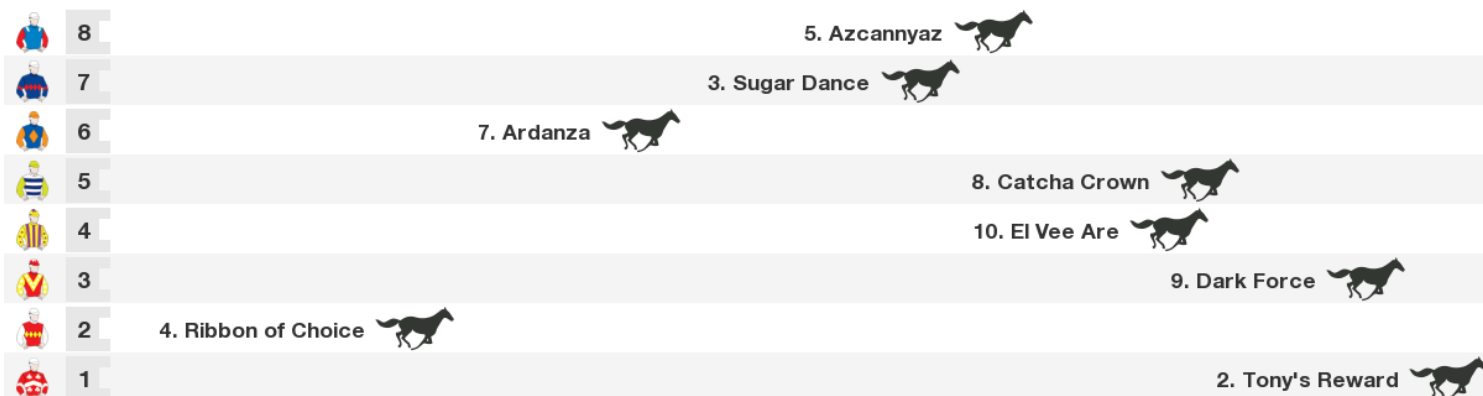 8 5. Azcannyaz
7 3. Sugar Dance
6 7. Ardanza
5 8. Catcha Crown
4 10. El Vee Are
3 9. Dark Force
2 4. Ribbon of Choice
1 2. Tony's Reward